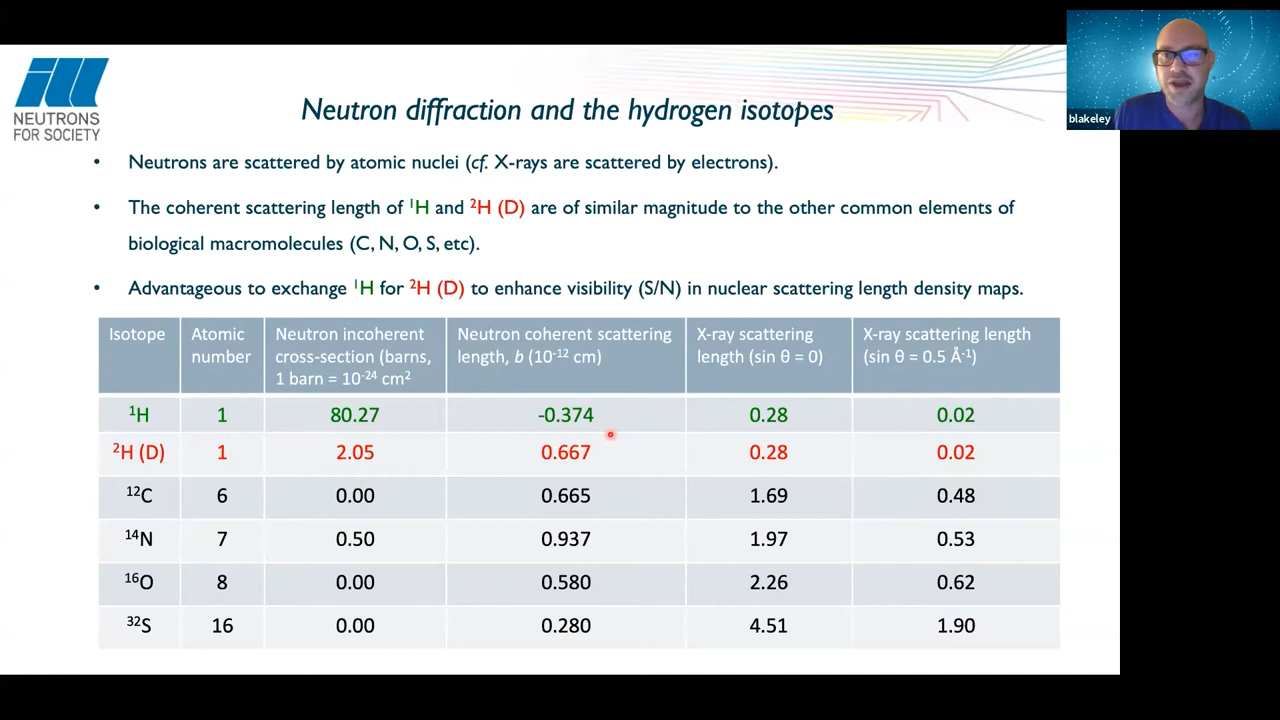 ill
NEUTRONS
FOR SOCIETY
blakeley
Neutron diffraction and the hydrogen isotopes
• Neutrons are scattered by atomic nuclei (cf. X-rays are scattered by electrons).
• The coherent scattering length of ¹H and ²H (D) are of similar magnitude to the other common elements of
biological macromolecules (C, N, O, S, etc).
• Advantageous to exchange ¹H for ²H (D) to enhance visibility (S/N) in nuclear scattering length density maps.
Isotope Atomic number Neutron incoherent cross-section (barns, 1 barn = 10⁻²⁴ cm² Neutron coherent scattering length, b (10⁻¹² cm) X-ray scattering length (sin θ = 0) X-ray scattering length (sin θ = 0.5 Å⁻¹)
¹H 1 80.27 -0.374 0.28 0.02
²H (D) 1 2.05 0.667 0.28 0.02
¹²C 6 0.00 0.665 1.69 0.48
¹⁴N 7 0.50 0.937 1.97 0.53
¹⁶O 8 0.00 0.580 2.26 0.62
³²S 16 0.00 0.280 4.51 1.90